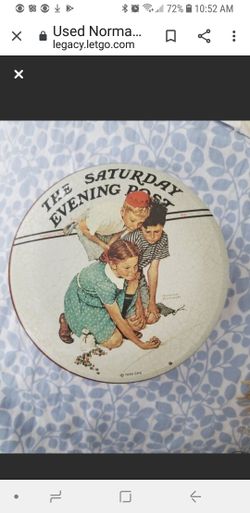 72% 10:52 AM
Used Norma...
legacy.letgo.com
THE SATURDAY
EVENING POST